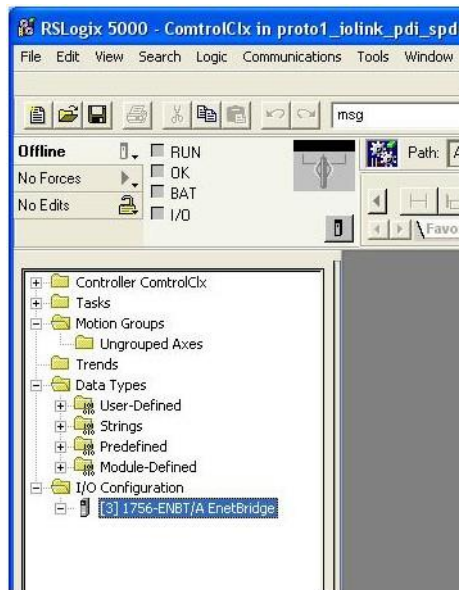 RSLogix 5000 - ComtrolClx in proto1_iolink_pdi_spd
File Edit View Search Logic Communications Tools Window
msg
Offline
RUN
Path: A
No Forces
OK
BAT
No Edits
I/O
Favo
Controller ComtrolClx
Tasks
Motion Groups
Ungrouped Axes
Trends
Data Types
User-Defined
Strings
Predefined
Module-Defined
I/O Configuration
[3] 1756-ENBT/A EnetBridge